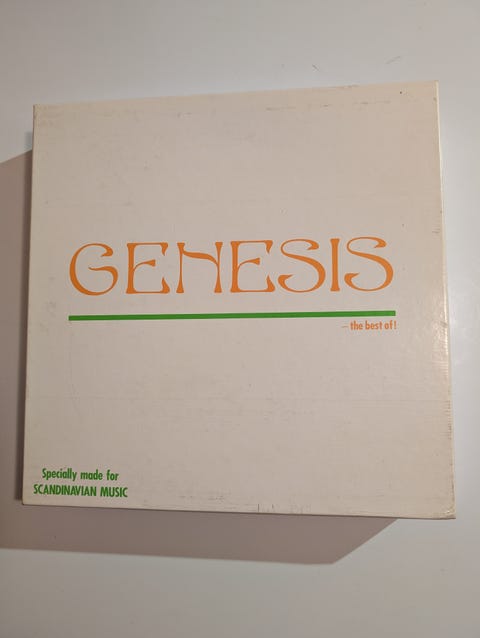 GENESIS
– the best of!
Specially made for
SCANDINAVIAN MUSIC